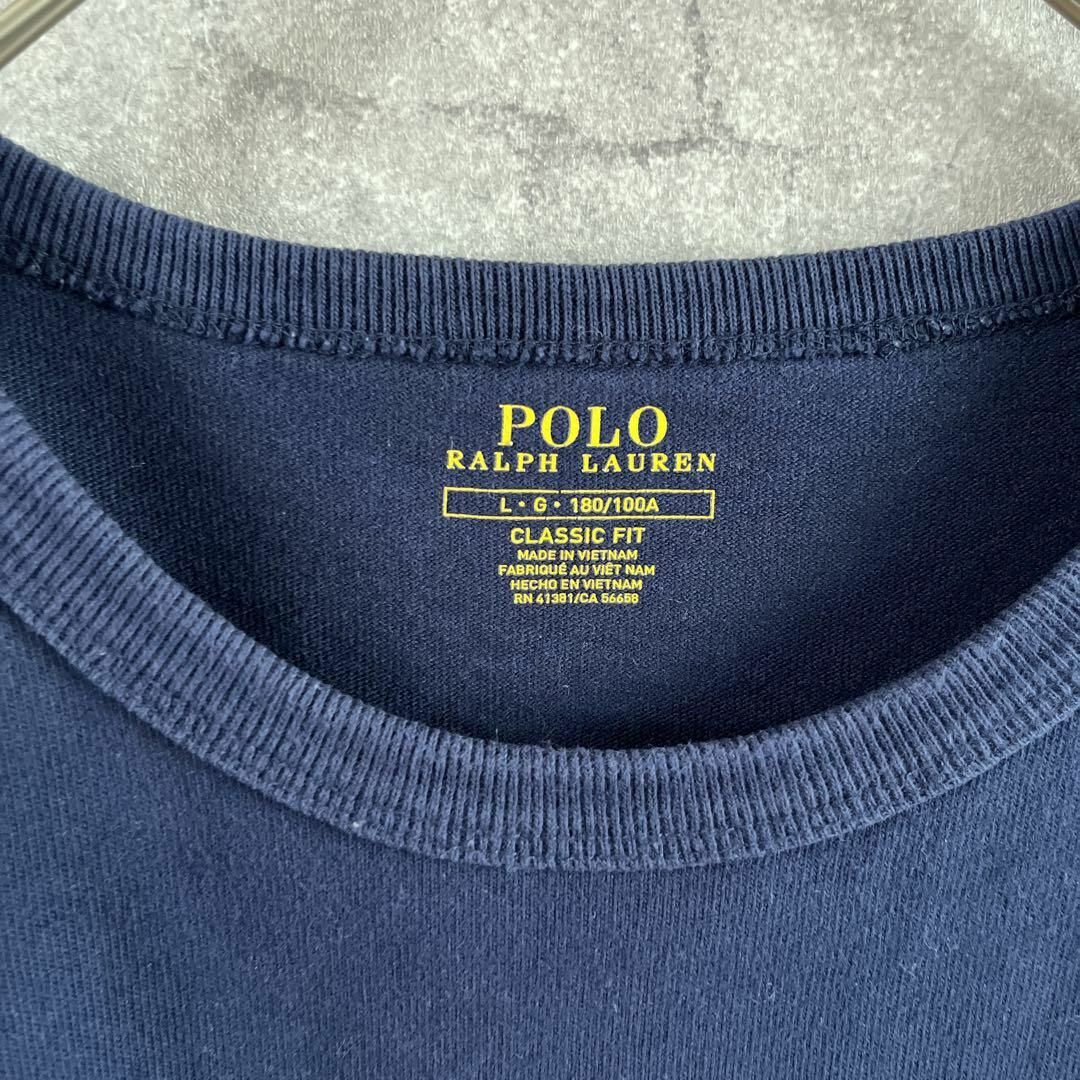 POLO
RALPH LAUREN
L • G • 180/100A
CLASSIC FIT
MADE IN VIETNAM
FABRIQUÉ AU VIÊT NAM
HECHO EN VIETNAM
RN 41381/CA 56658